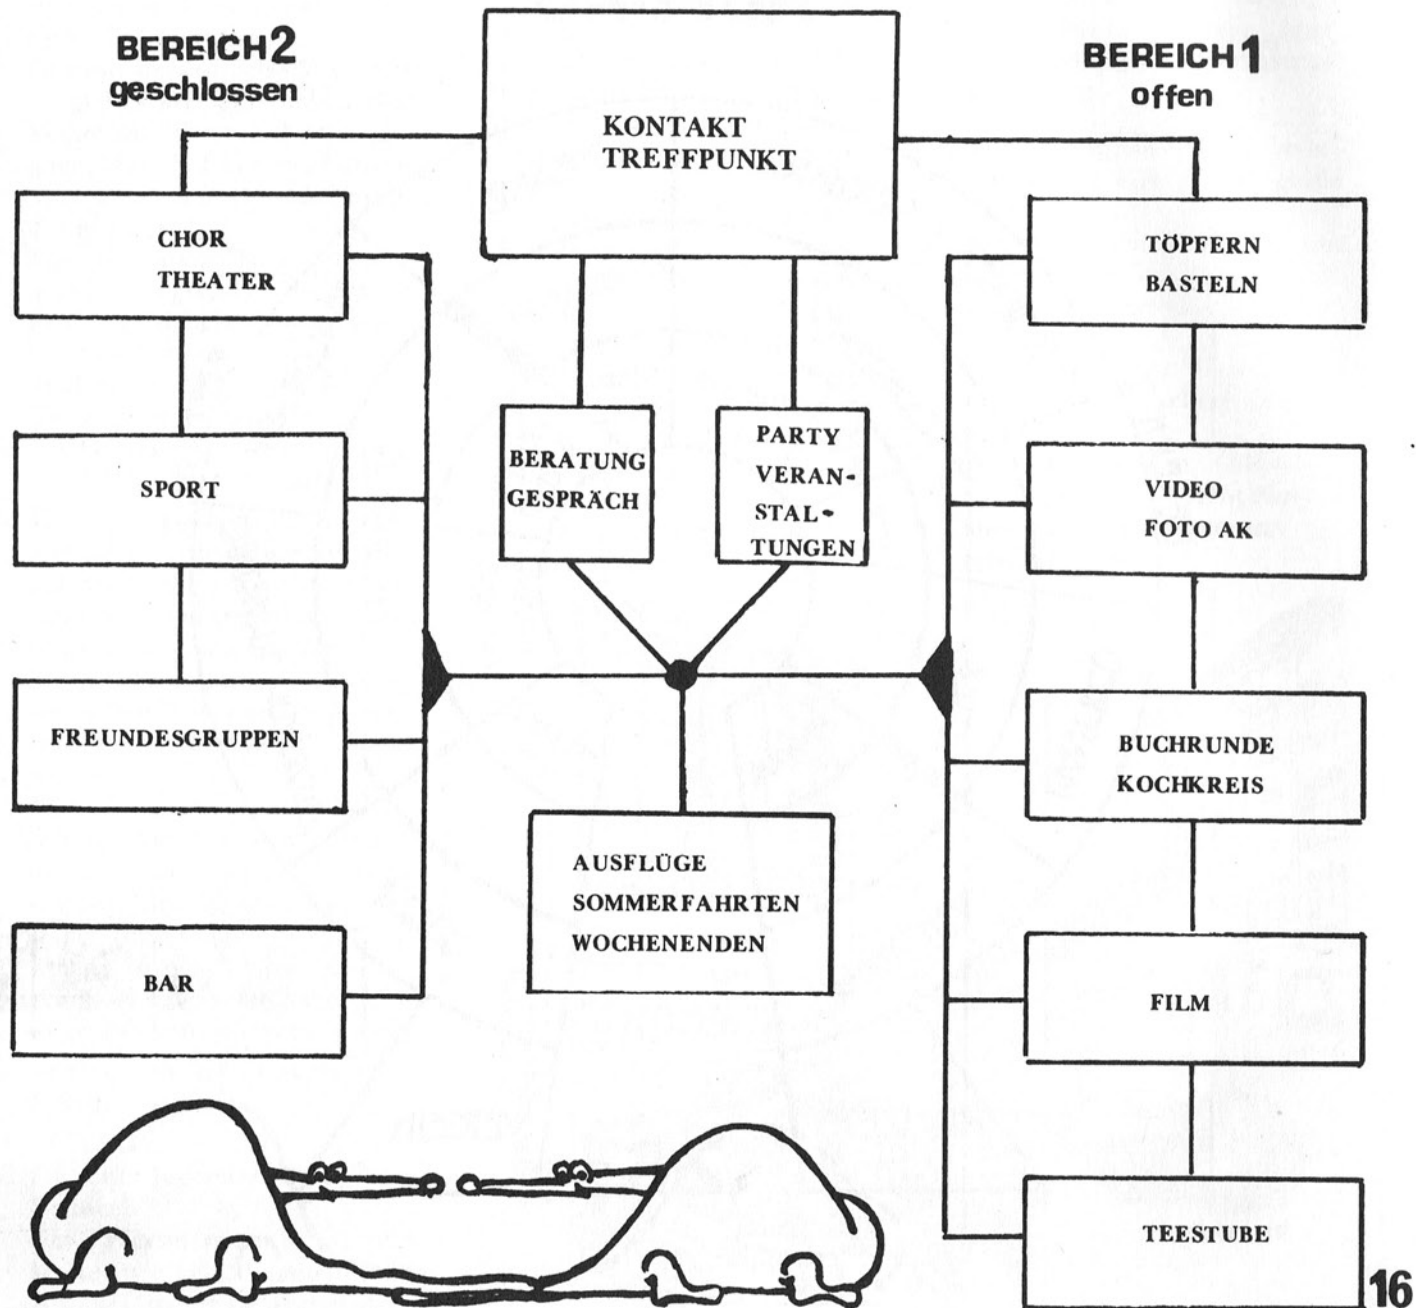 BEREICH 2
geschlossen
BEREICH 1
offen
KONTAKT
TREFFPUNKT
CHOR
THEATER
TÖPFERN
BASTELN
BERATUNG
GESPRÄCH
PARTY
VERAN-
STAL-
TUNGEN
SPORT
VIDEO
FOTO AK
FREUNDESGRUPPEN
BUCHRUNDE
KOCHKREIS
AUSFLÜGE
SOMMERFAHRTEN
WOCHENENDEN
BAR
FILM
TEESTUBE
16